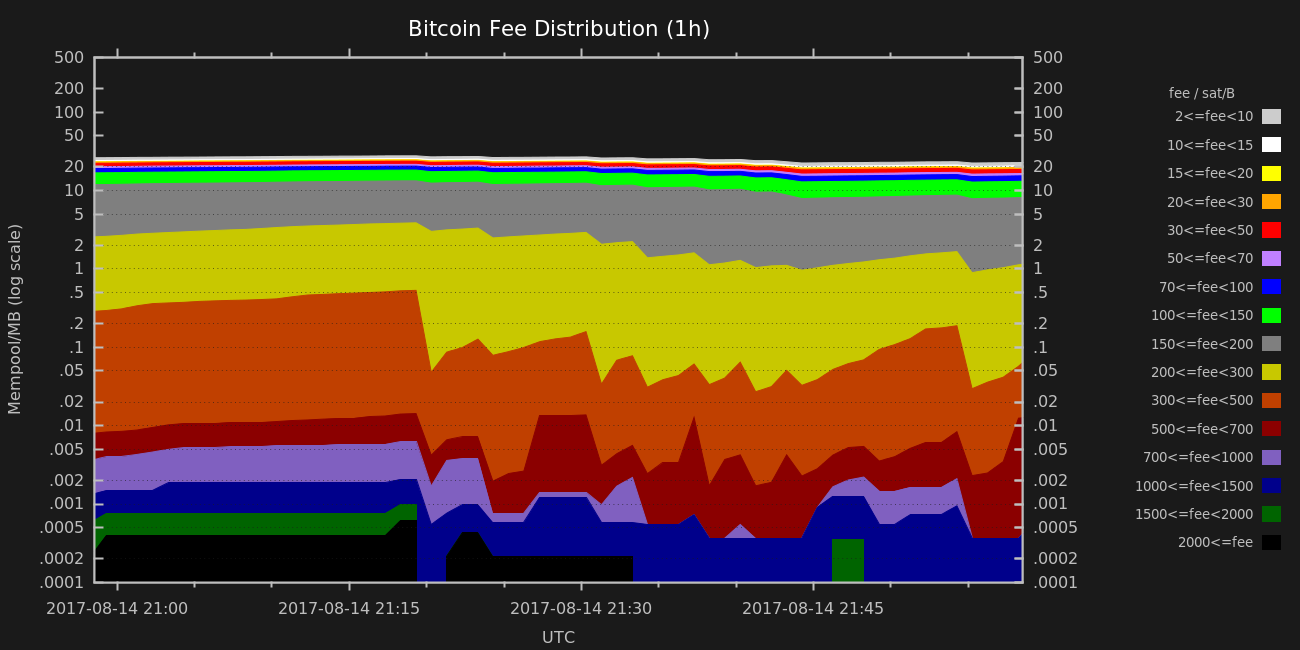 Bitcoin Fee Distribution (1h)
Mempool/MB (log scale)
500
200
100
50
20
10
5
2
1
.5
.2
.1
.05
.02
.01
.005
.002
.001
.0005
.0002
.0001
500
200
100
50
20
10
5
2
1
.5
.2
.1
.05
.02
.01
.005
.002
.001
.0005
.0002
.0001
2017-08-14 21:00 2017-08-14 21:15 2017-08-14 21:30 2017-08-14 21:45
UTC
fee / sat/B
2<=fee<10
10<=fee<15
15<=fee<20
20<=fee<30
30<=fee<50
50<=fee<70
70<=fee<100
100<=fee<150
150<=fee<200
200<=fee<300
300<=fee<500
500<=fee<700
700<=fee<1000
1000<=fee<1500
1500<=fee<2000
2000<=fee